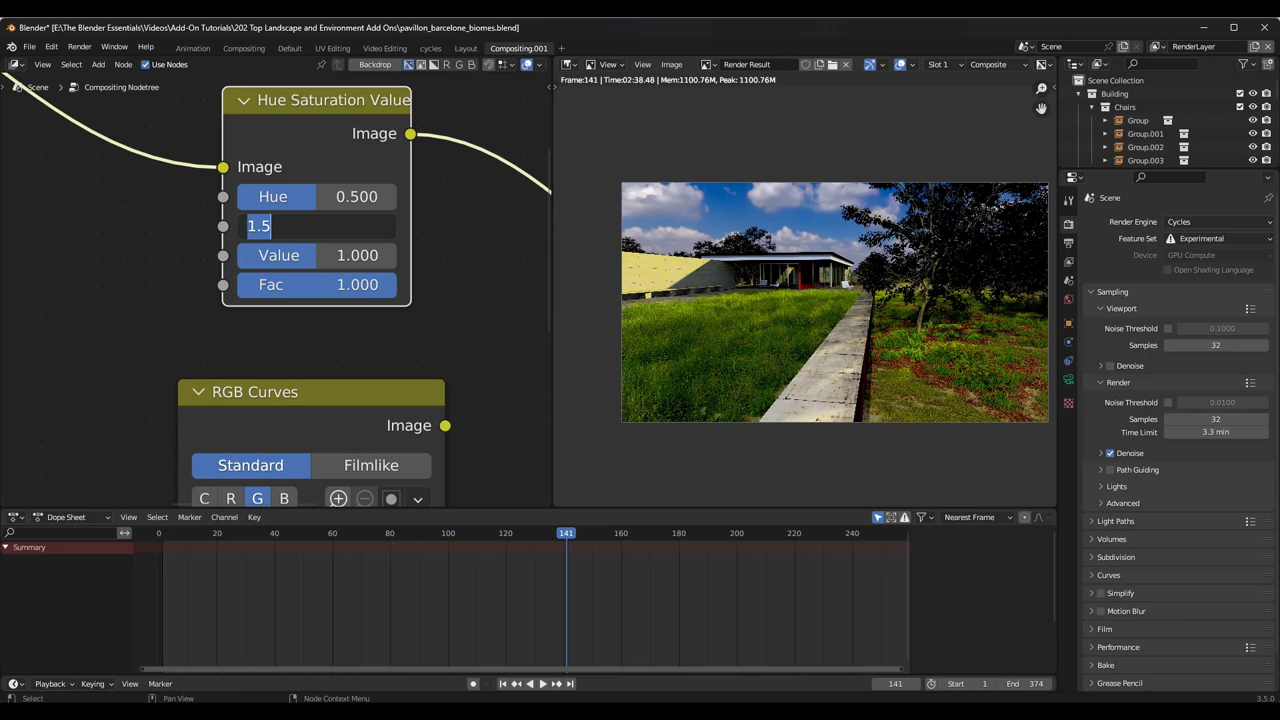 Blender* [E:\The Blender Essentials\Videos\Add-On Tutorials\202 Top Landscape and Environment Add Ons\pavillon_barcelone_biomes.blend]
File Edit Render Window Help Animation Compositing Default UV Editing Video Editing cycles Layout Compositing.001 Scene RenderLayer
View Select Add Node Use Nodes Backdrop R G B View View Image Render Result Slot 1 Composite
Scene Compositing Nodetree
Frame:141 | Time:02:38.48 | Mem:1100.76M, Peak: 1100.76M
Scene Collection
Building
Chairs
Group
Group.001
Group.002
Group.003
Hue Saturation Value
Image
Image
Hue 0.500
1.5
Value 1.000
Fac 1.000
RGB Curves
Image
Standard Filmlike
C R G B
Scene
Render Engine Cycles
Feature Set Experimental
Device GPU Compute
Open Shading Language
Sampling
Viewport
Noise Threshold 0.1000
Samples 32
Denoise
Render
Noise Threshold 0.0100
Samples 32
Time Limit 3.3 min
Denoise
Path Guiding
Lights
Advanced
Light Paths
Volumes
Subdivision
Curves
Simplify
Motion Blur
Film
Performance
Bake
Grease Pencil
Dope Sheet View Select Marker Channel Key Nearest Frame
0 20 40 60 80 100 120 141 160 180 200 220 240
Summary
Playback Keying View Marker 141 Start 1 End 374
Select Pan View Node Context Menu 3.5.0